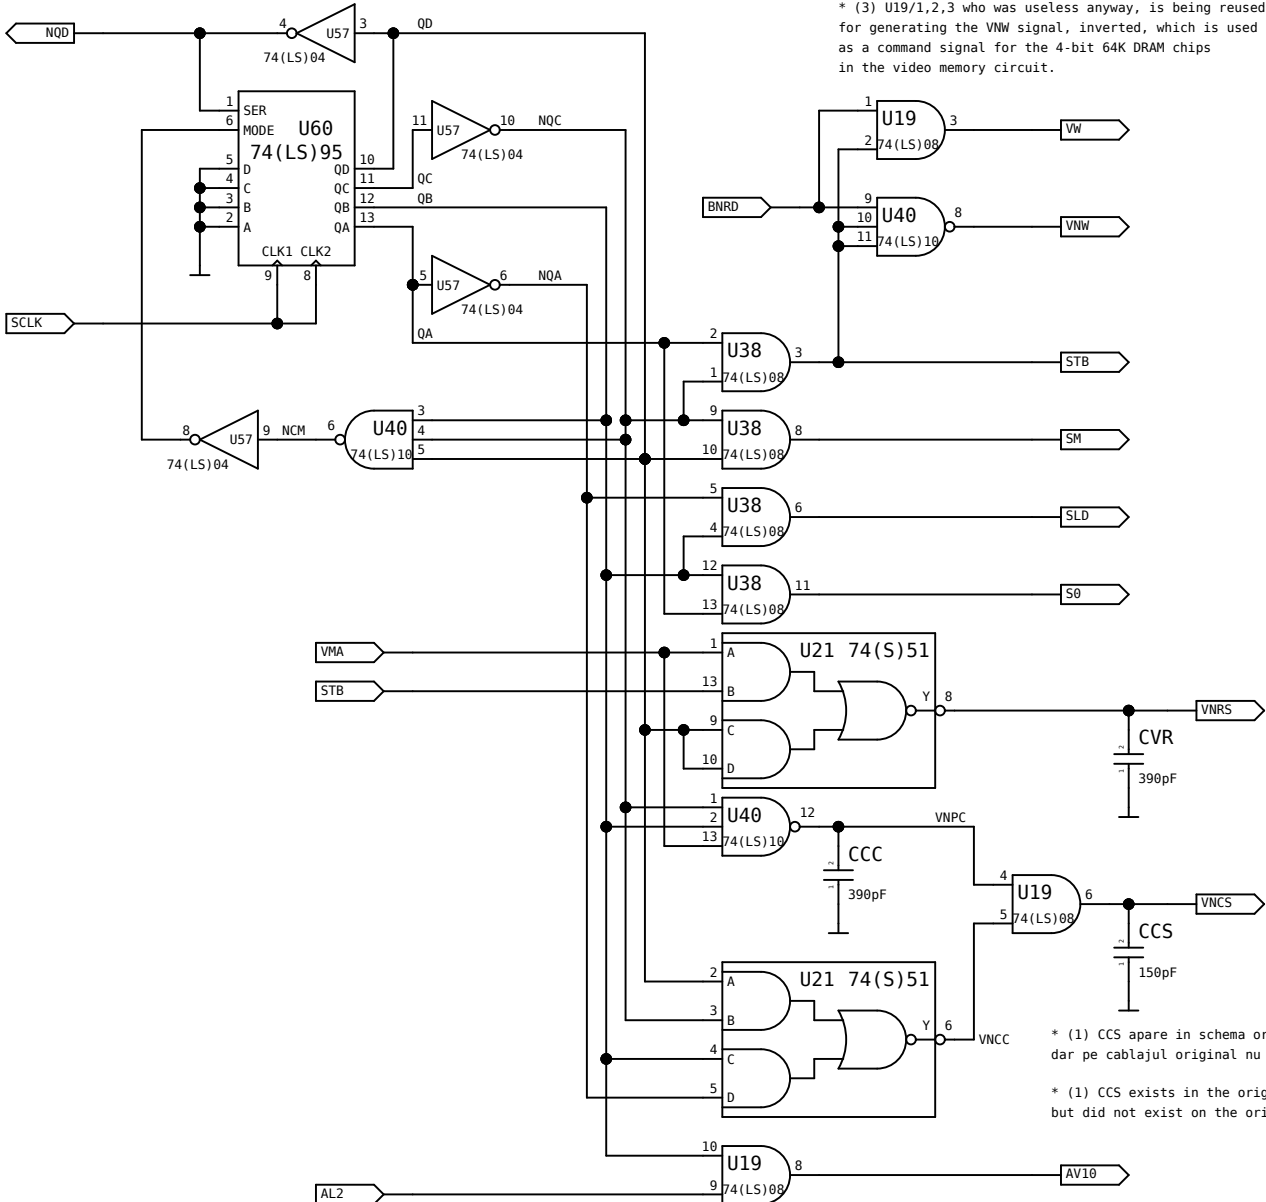 * (3) U19/1,2,3 who was useless anyway, is being reused
for generating the VNW signal, inverted, which is used
as a command signal for the 4-bit 64K DRAM chips
in the video memory circuit.
NQD
4
U57
3
QD
74(LS)04
1
SER
6
MODE
U60
74(LS)95
5
D
4
C
3
B
2
A
QD
10
QC
11
QC
QB
12
QB
QA
13
CLK1
CLK2
9
8
11
U57
10
NQC
74(LS)04
5
U57
6
NQA
74(LS)04
QA
SCLK
1
2
U19
74(LS)08
3
VW
BNRD
9
10
11
U40
74(LS)10
8
VNW
2
1
U38
74(LS)08
3
STB
8
U57
9
NCM
74(LS)04
6
U40
74(LS)10
3
4
5
9
10
U38
74(LS)08
8
SM
5
4
U38
74(LS)08
6
SLD
12
13
U38
74(LS)08
11
S0
VMA
STB
1
A
13
B
9
C
10
D
U21 74(S)51
Y
8
VNRS
CVR
2
1
390pF
1
2
13
U40
74(LS)10
12
VNPC
CCC
2
1
390pF
4
5
U19
74(LS)08
6
VNCS
CCS
2
1
150pF
2
A
3
B
4
C
5
D
U21 74(S)51
Y
6
VNCC
* (1) CCS apare in schema
dar pe cablajul original nu
* (1) CCS exists in the
but did not exist on the
AL2
10
9
U19
74(LS)08
8
AV10